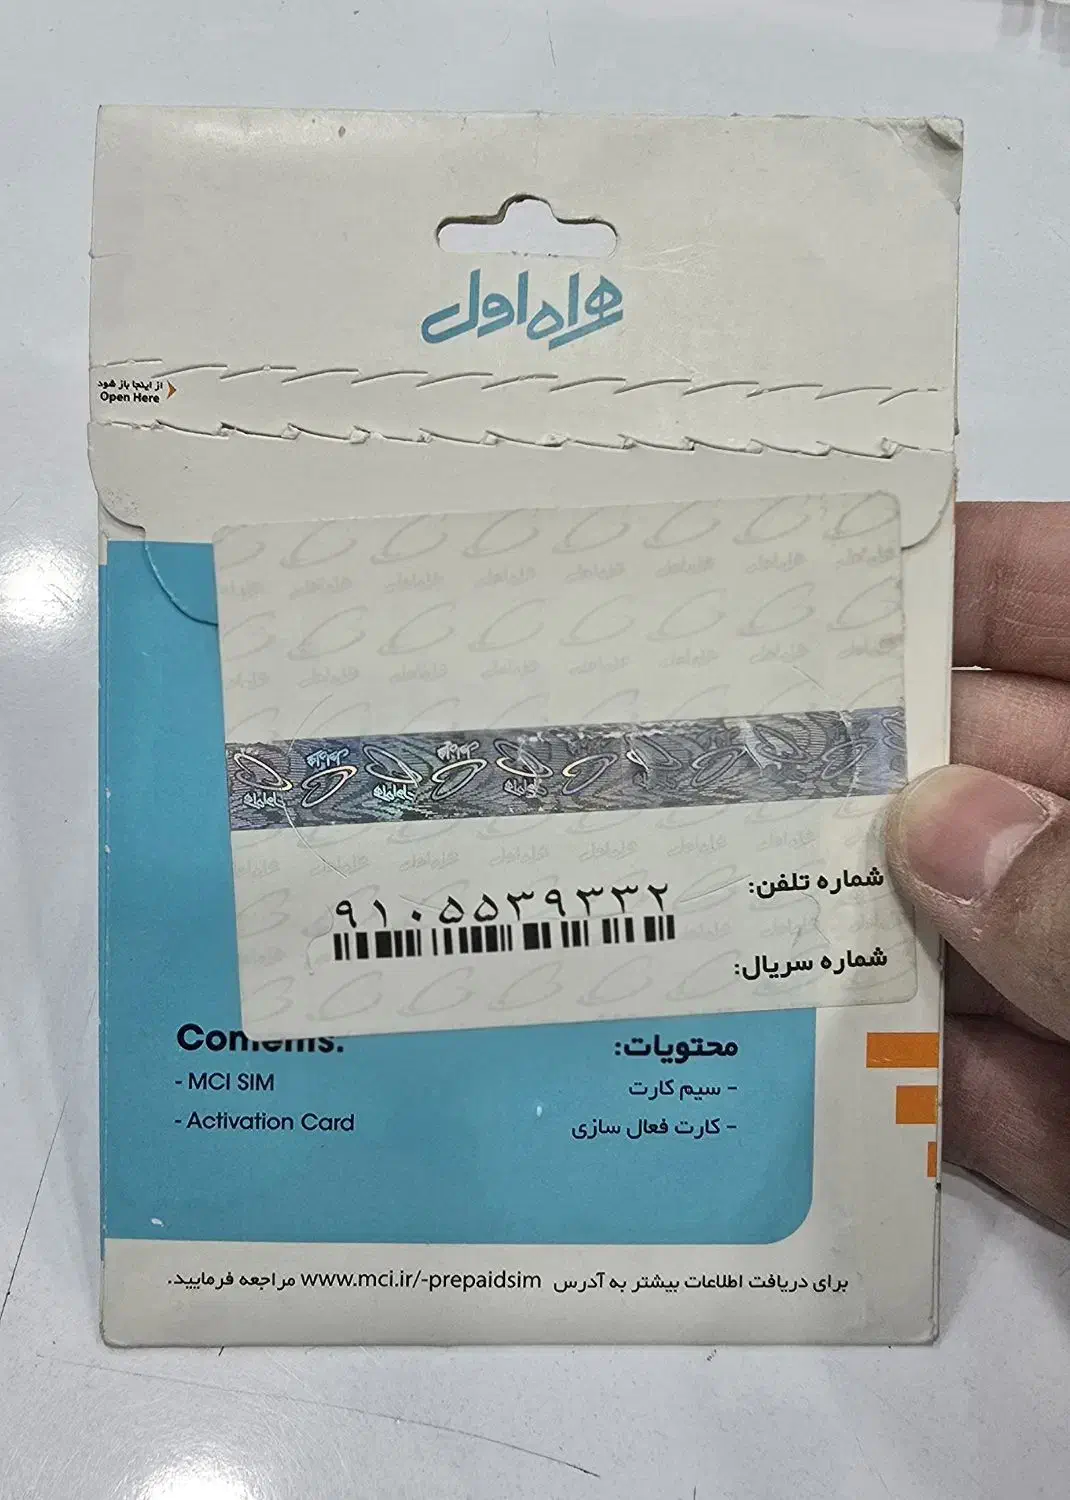 همراه اول
از اینجا باز شود
Open Here
شماره تلفن:
۹۱۰۵۵۳۹۳۳۲
شماره سریال:
Contents:
- MCI SIM
- Activation Card
محتویات:
- سیم کارت
- کارت فعال سازی
برای دریافت اطلاعات بیشتر به آدرس www.mci.ir/-prepaidsim مراجعه فرمایید.